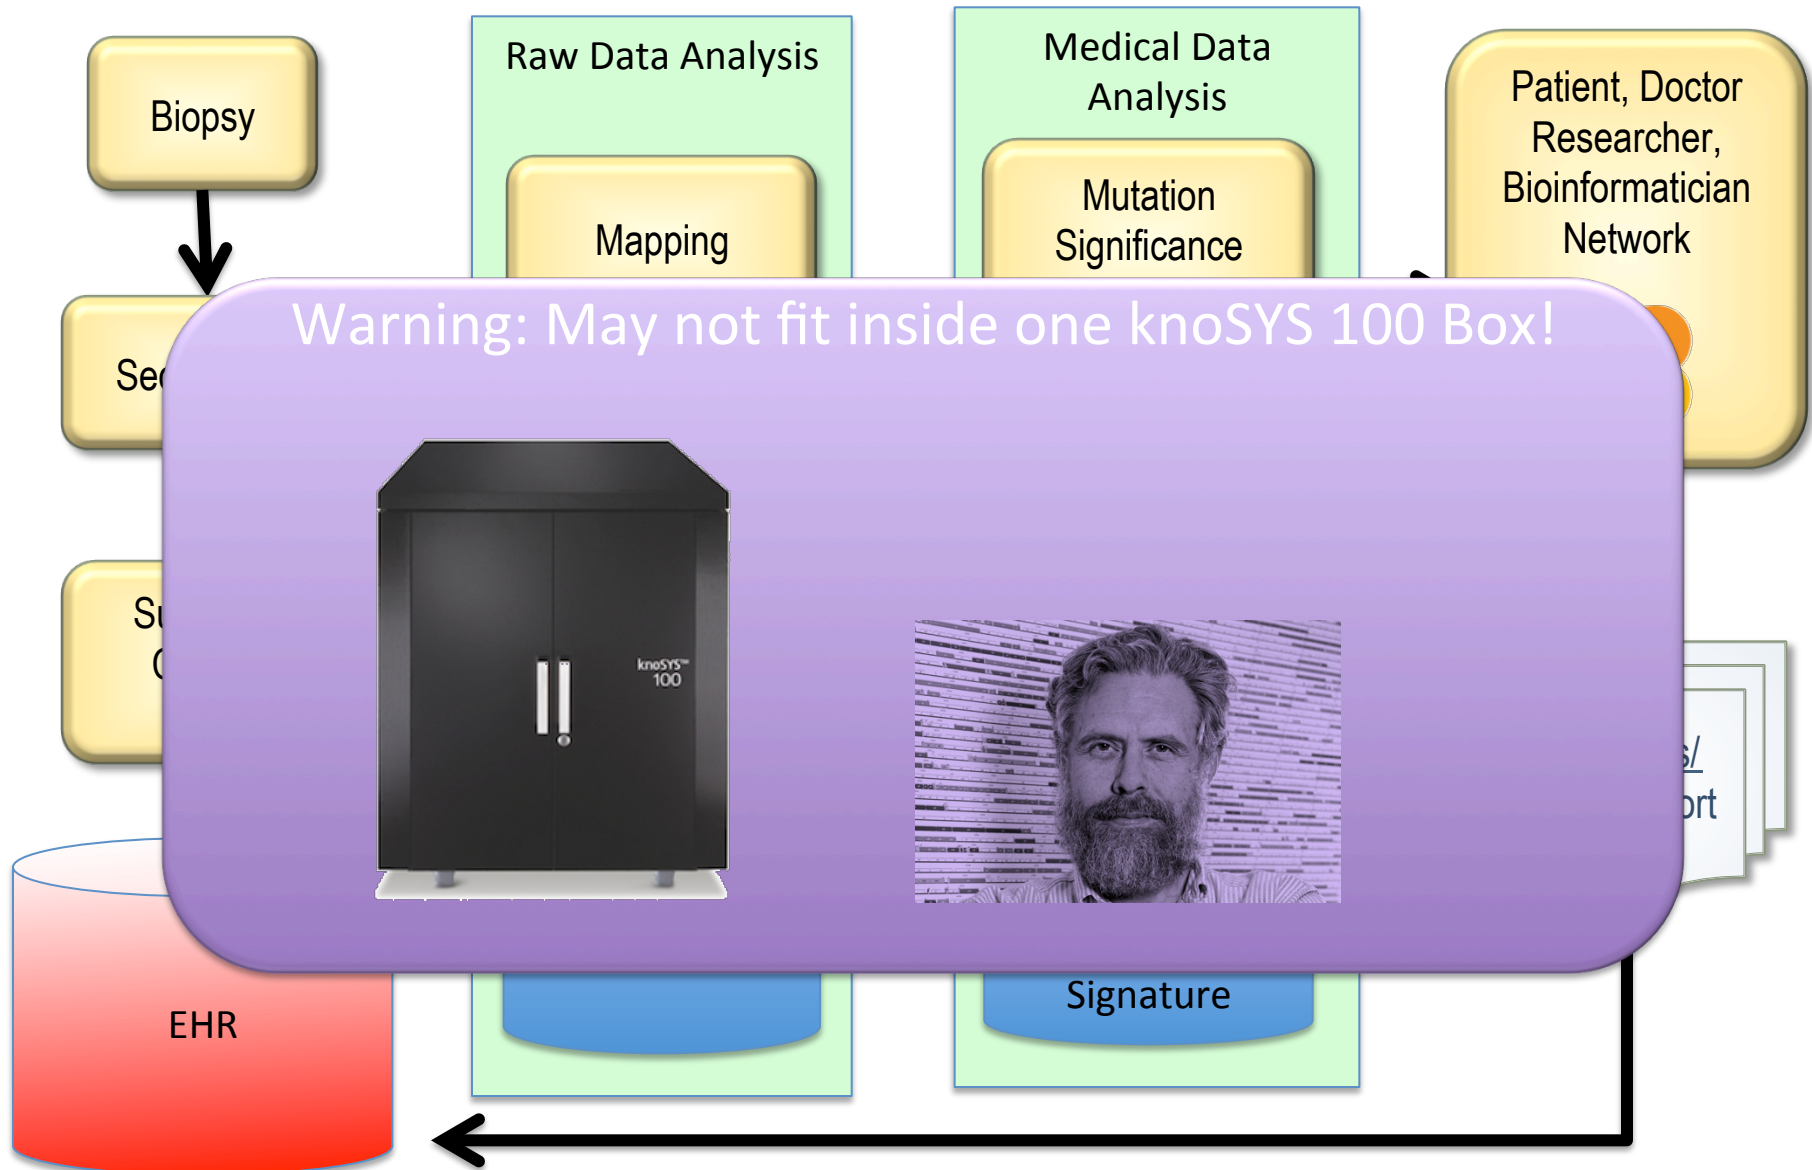 Biopsy
Raw Data Analysis
Mapping
Medical Data
Analysis
Mutation
Significance
Patient, Doctor
Researcher,
Bioinformatician
Network
Warning: May not fit inside one knoSYS 100 Box!
knoSYS™
100
Signature
EHR